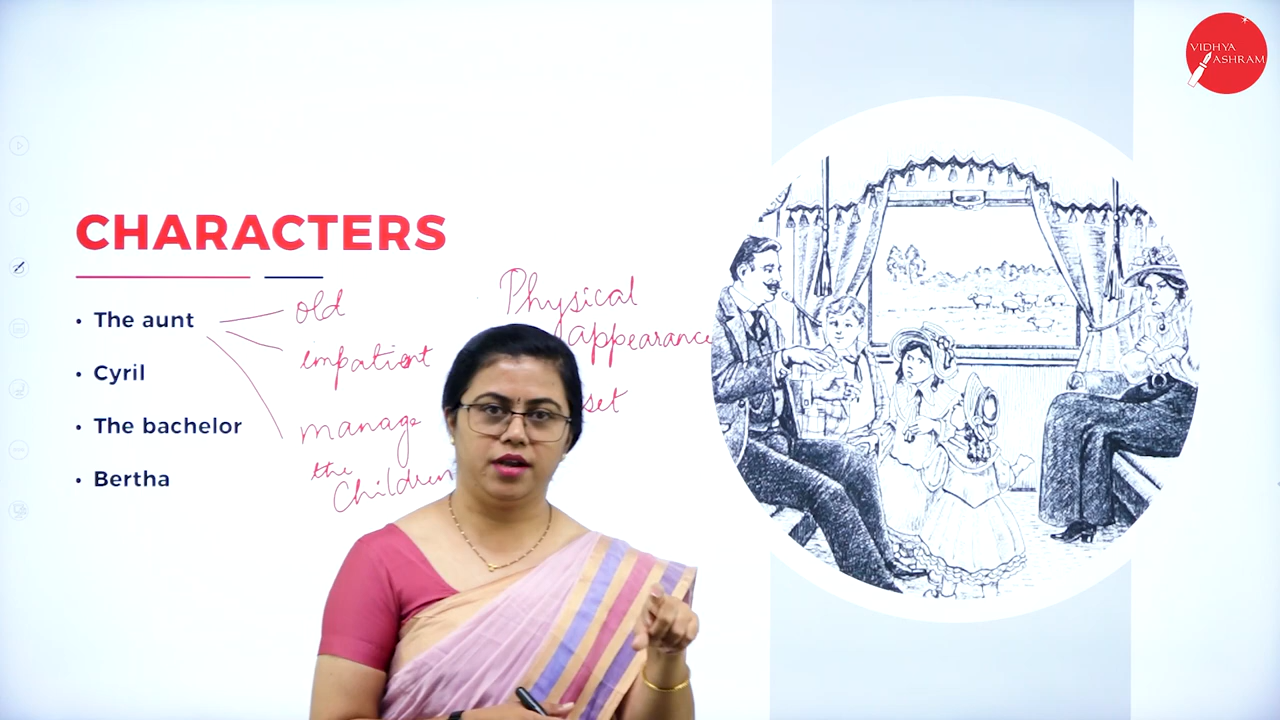 VIDHYA
ASHRAM
CHARACTERS
• The aunt
• Cyril
• The bachelor
• Bertha
old
impatient
manage
the
Children
Physical
appearance
set